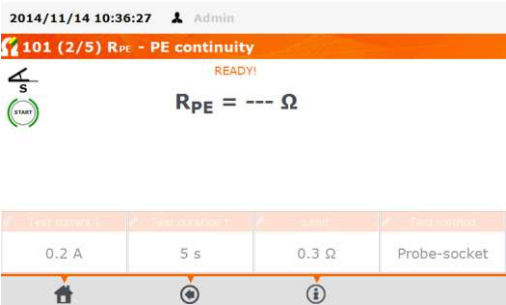 2014/11/14 10:36:27 Admin
101 (2/5) RPE - PE continuity
READY!
S
START
RPE = --- Ω
Test current I Test duration t Limit Test method
0.2 A 5 s 0.3 Ω Probe-socket